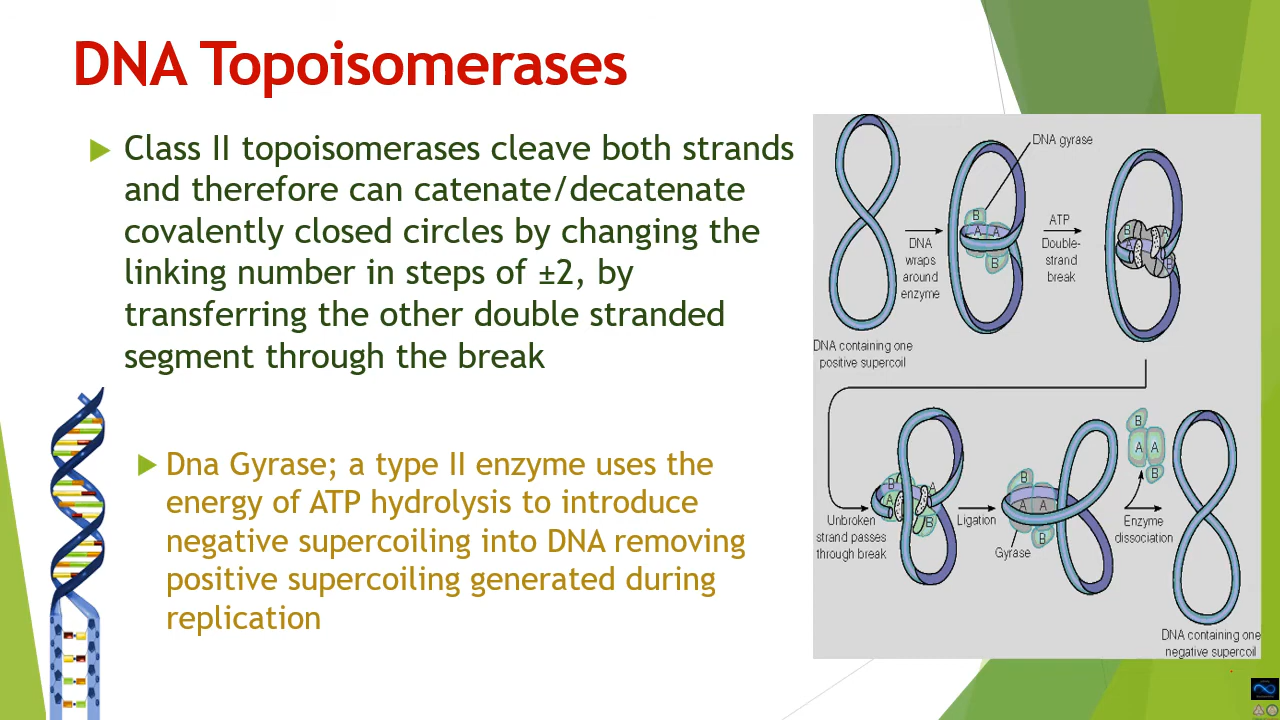 DNA Topoisomerases
Class II topoisomerases cleave both strands
and therefore can catenate/decatenate
covalently closed circles by changing the
linking number in steps of ±2, by
transferring the other double stranded
segment through the break
Dna Gyrase; a type II enzyme uses the
energy of ATP hydrolysis to introduce
negative supercoiling into DNA removing
positive supercoiling generated during
replication
DNA gyrase
B
A A
B
DNA
wraps
around
enzyme
ATP
Double-
strand
break
B
A
A
B
DNA containing one
positive supercoil
B
A
A
B
Unbroken
strand passes
through break
Ligation
B
A A
B
Gyrase
B
A A
B
Enzyme
dissociation
DNA containing one
negative supercoil